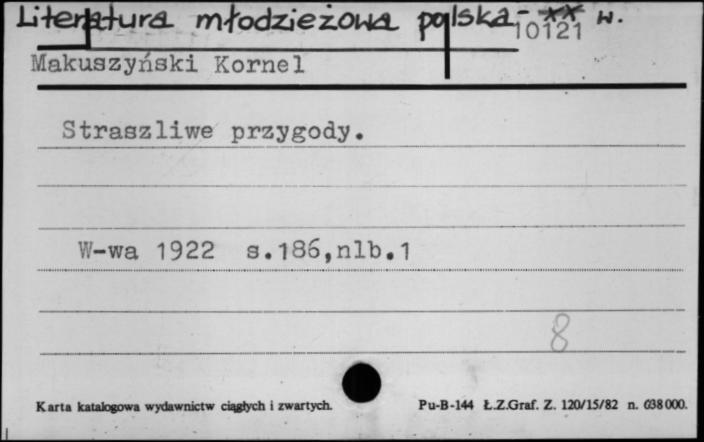 Literatura młodzieżowa polska - XX w.
10121
Makuszyński Kornel
Straszliwe przygody.
W-wa 1922 s.186,nlb.1
8
Karta katalogowa wydawnictw ciągłych i zwartych. Pu-B-144 Ł.Z.Graf. Z. 120/15/82 n. 638000.